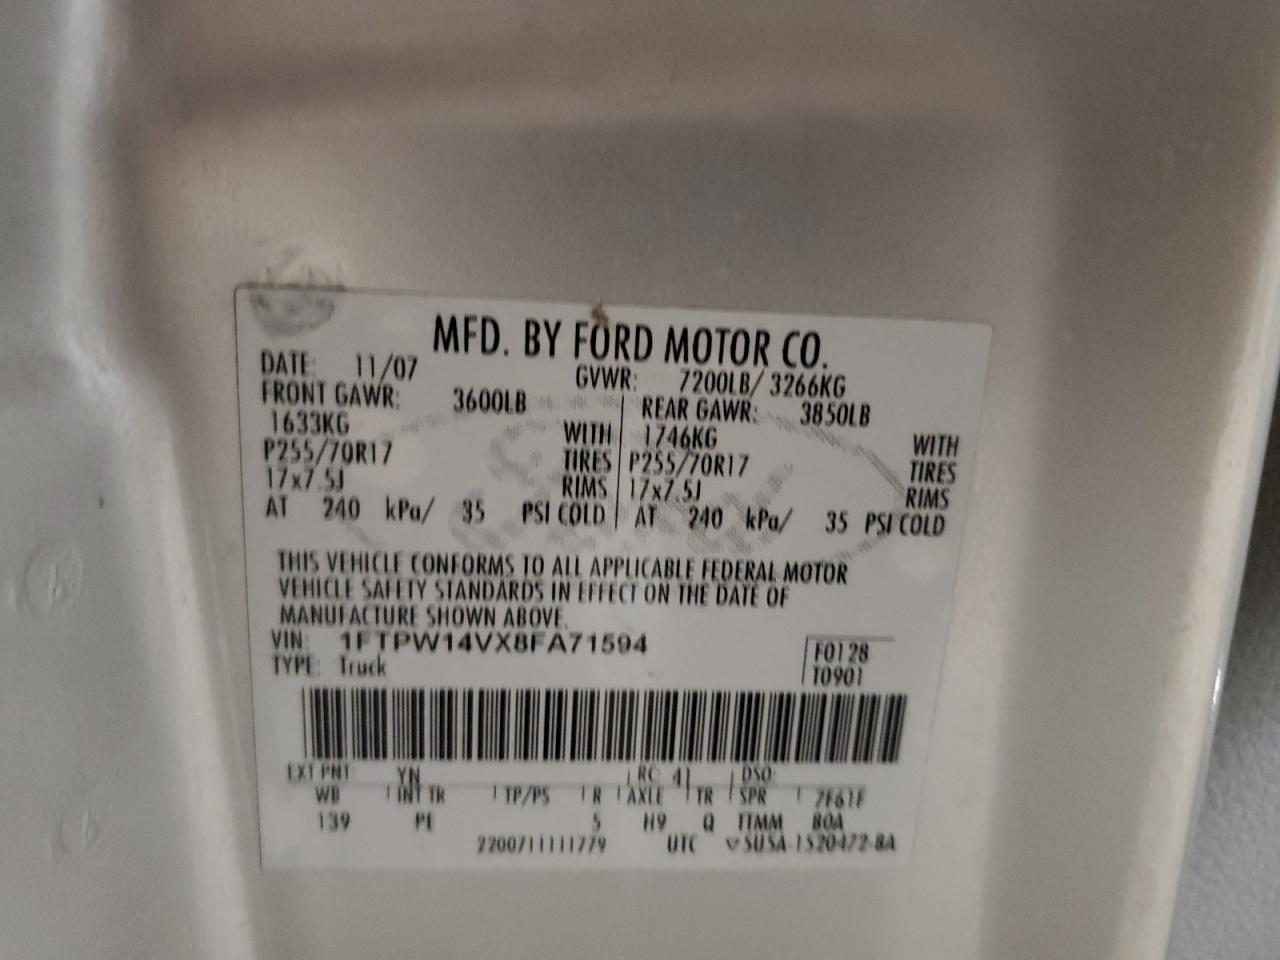 MFD. BY FORD MOTOR CO.
DATE: 11/07 GVWR: 7200LB/ 3266KG
FRONT GAWR: 3600LB REAR GAWR: 3850LB
1633KG WITH 1746KG WITH
P255/70R17 TIRES P255/70R17 TIRES
17x7.5J RIMS 17x7.5J RIMS
AT 240 kPa/ 35 PSI COLD AT 240 kPa/ 35 PSI COLD
THIS VEHICLE CONFORMS TO ALL APPLICABLE FEDERAL MOTOR
VEHICLE SAFETY STANDARDS IN EFFECT ON THE DATE OF
MANUFACTURE SHOWN ABOVE.
VIN: 1FTPW14VX8FA71594 F0128
TYPE: Truck T0901
EXT PNT: YN RC: 41 DSO:
WB INT TR TP/PS R AXLE TR SPR 7F61F
139 PE 5 H9 Q TTMM 80A
2200711111779 UTC SU5A-1520472-BA